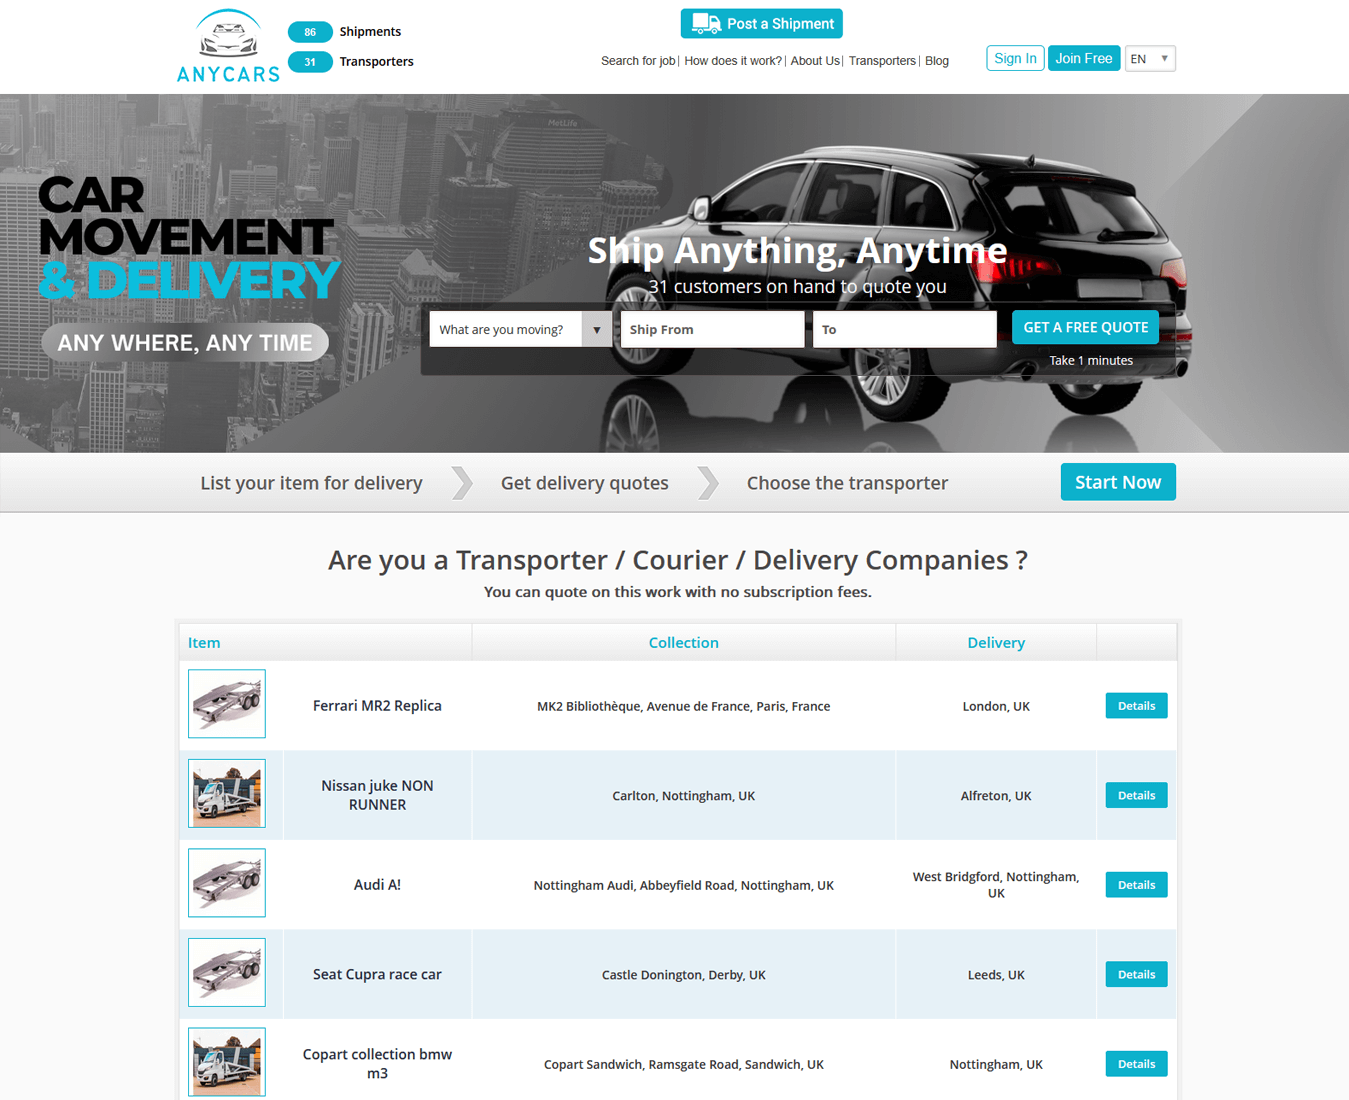 ANYCARS
86 Shipments
31 Transporters
Post a Shipment
Search for job| How does it work?| About Us| Transporters| Blog
Sign In Join Free EN
MetLife
CAR
MOVEMENT
& DELIVERY
ANY WHERE, ANY TIME
Ship Anything, Anytime
31 customers on hand to quote you
What are you moving? Ship From To GET A FREE QUOTE
Take 1 minutes
List your item for delivery Get delivery quotes Choose the transporter Start Now
Are you a Transporter / Courier / Delivery Companies ?
You can quote on this work with no subscription fees.
Item Collection Delivery
Ferrari MR2 Replica MK2 Bibliothèque, Avenue de France, Paris, France London, UK Details
Nissan juke NON
RUNNER
Carlton, Nottingham, UK Alfreton, UK Details
Audi A! Nottingham Audi, Abbeyfield Road, Nottingham, UK
West Bridgford, Nottingham,
UK
Details
Seat Cupra race car Castle Donington, Derby, UK Leeds, UK Details
Copart collection bmw
m3
Copart Sandwich, Ramsgate Road, Sandwich, UK Nottingham, UK Details